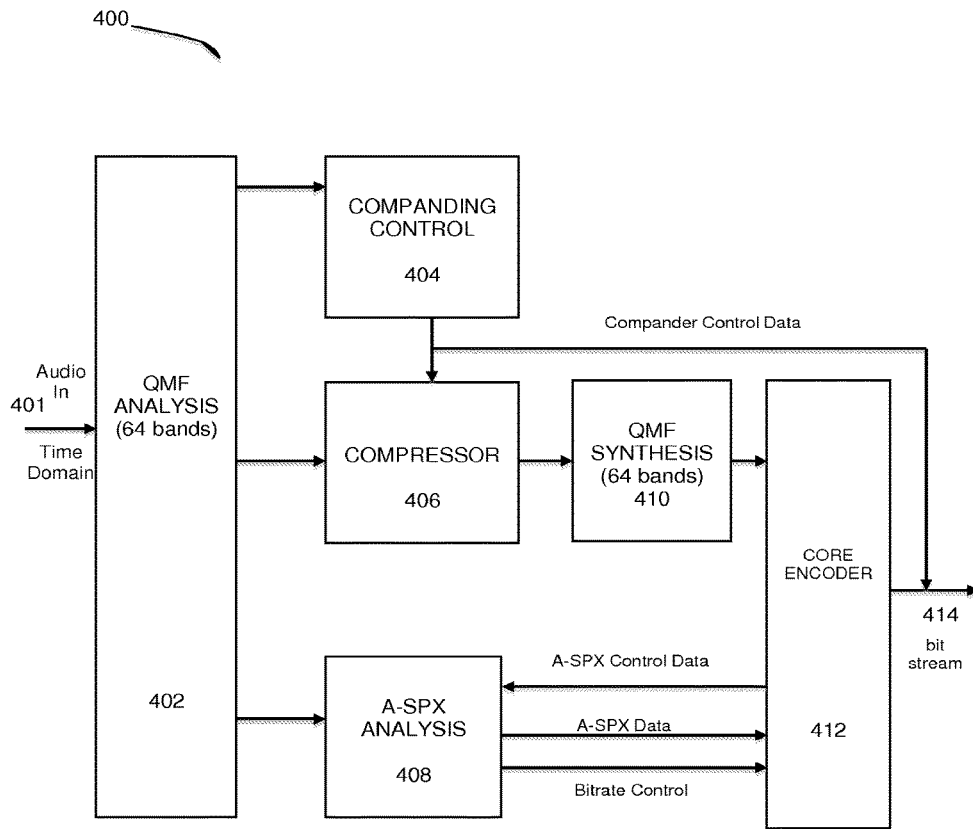 400
COMPANDING
CONTROL
404
Compander Control Data
Audio
In
401
Time
Domain
QMF
ANALYSIS
(64 bands)
402
COMPRESSOR
406
QMF
SYNTHESIS
(64 bands)
410
CORE
ENCODER
412
414
bit
stream
A-SPX
ANALYSIS
408
A-SPX Control Data
A-SPX Data
Bitrate Control